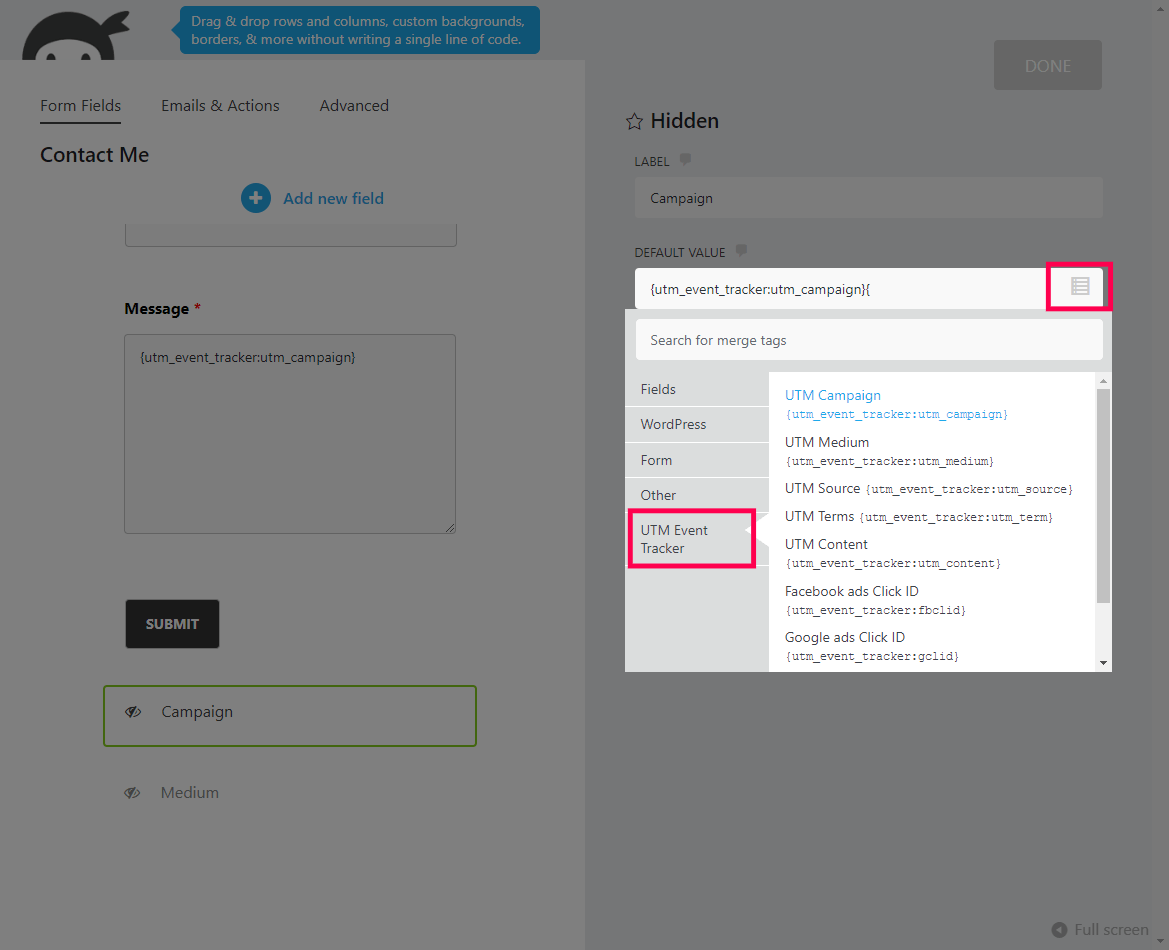 Drag & drop rows and columns, custom backgrounds,
borders, & more without writing a single line of code.
DONE
Form Fields
Emails & Actions
Advanced
Contact Me
Add new field
Message *
{utm_event_tracker:utm_campaign}
SUBMIT
Campaign
Medium
Hidden
LABEL
Campaign
DEFAULT VALUE
{utm_event_tracker:utm_campaign}{
Search for merge tags
Fields
WordPress
Form
Other
UTM Event
Tracker
UTM Campaign
{utm_event_tracker:utm_campaign}
UTM Medium
{utm_event_tracker:utm_medium}
UTM Source {utm_event_tracker:utm_source}
UTM Terms {utm_event_tracker:utm_term}
UTM Content
{utm_event_tracker:utm_content}
Facebook ads Click ID
{utm_event_tracker:fbclid}
Google ads Click ID
{utm_event_tracker:gclid}
Full screen